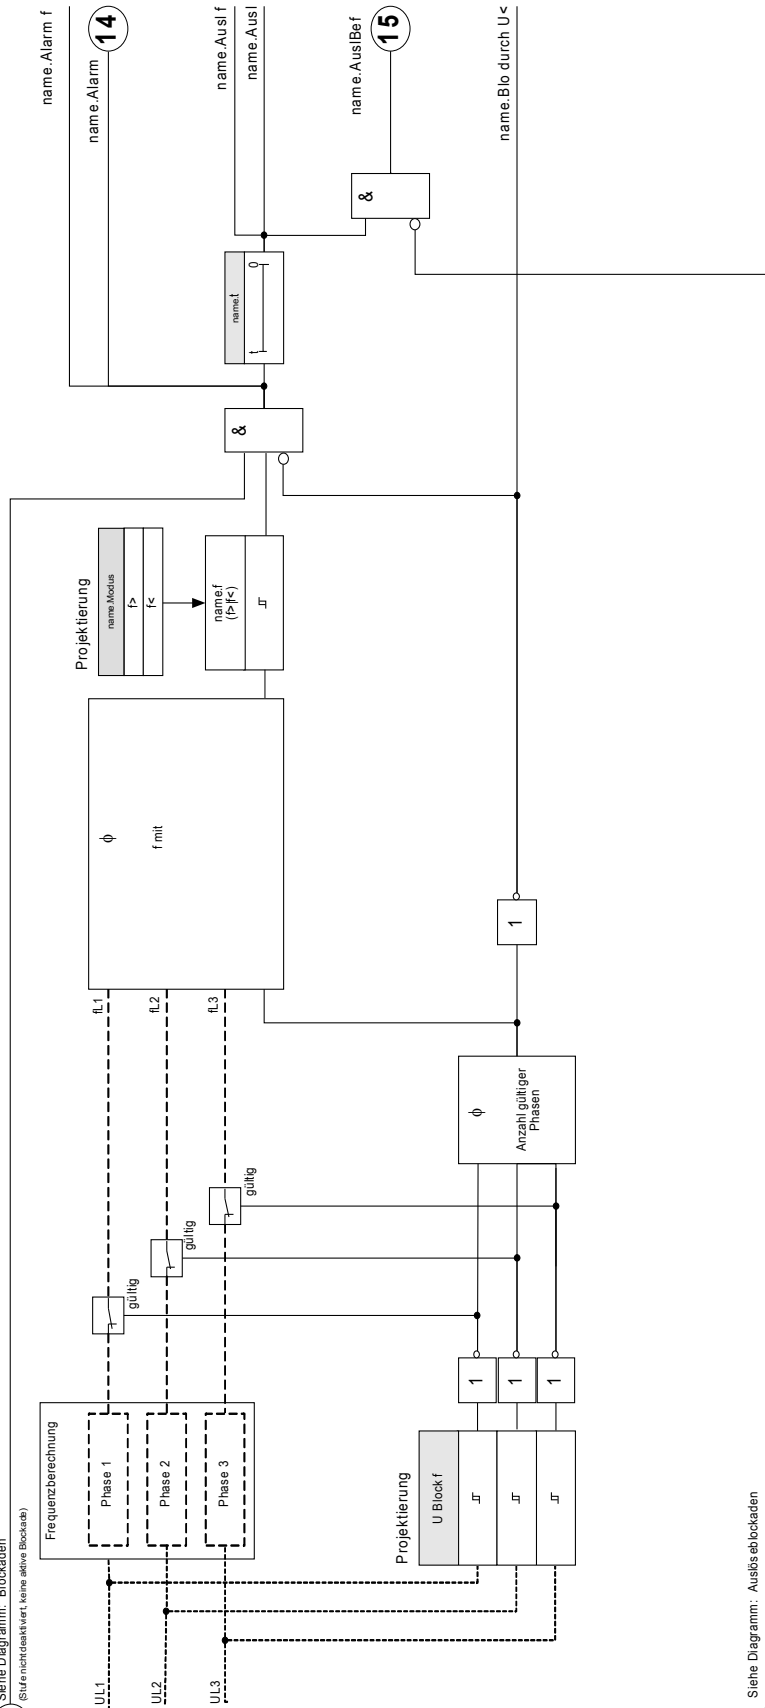 Siehe Diagramm: Blockaden
(Stufe nicht deaktiviert, keine aktive Blockade)
UL1
UL2
UL3
Frequenzberechnung
Phase 1
Phase 2
Phase 3
Projektierung
U Block f
1
1
1
gültig
gültig
gültig
ϕ
Anzahl gültiger
Phasen
fL1
fL2
fL3
ϕ
f mit
1
Projektierung
name.Modus
f>
f<
name.f
(f>|f<)
&
name.t
t
0
&
name.Alarm f
name.Alarm
14
name.Ausl f
name.Ausl
name.AuslBef
15
name.Blo durch U<
Siehe Diagramm: Auslöseblockaden